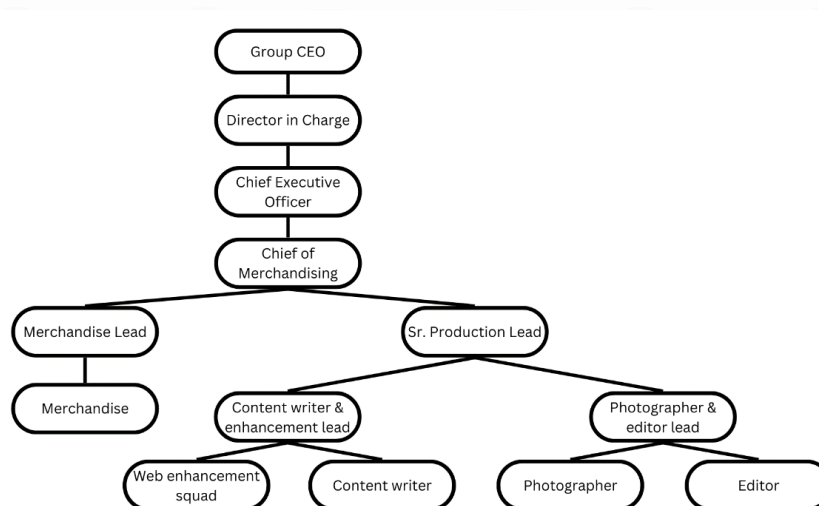 Group CEO
Director in Charge
Chief Executive
Officer
Chief of
Merchandising
Merchandise Lead
Sr. Production Lead
Merchandise
Content writer &
enhancement lead
Photographer &
editor lead
Web enhancement
squad
Content writer
Photographer
Editor